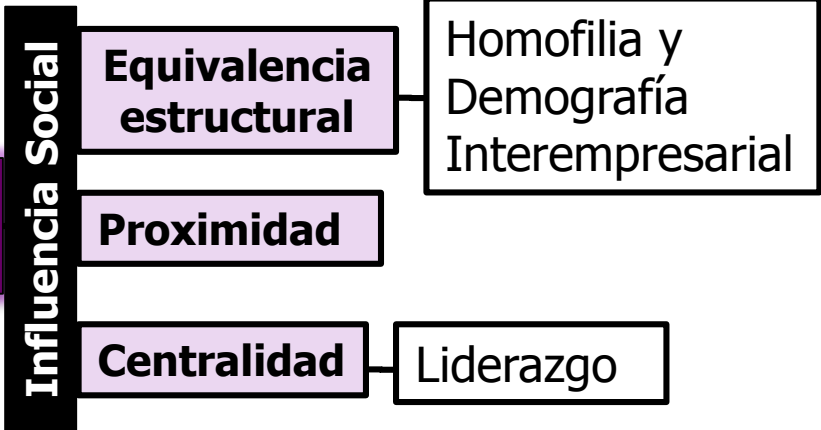 Influencia Social
Equivalencia
estructural
Homofilia y
Demografía
Interempresarial
Proximidad
Centralidad
Liderazgo